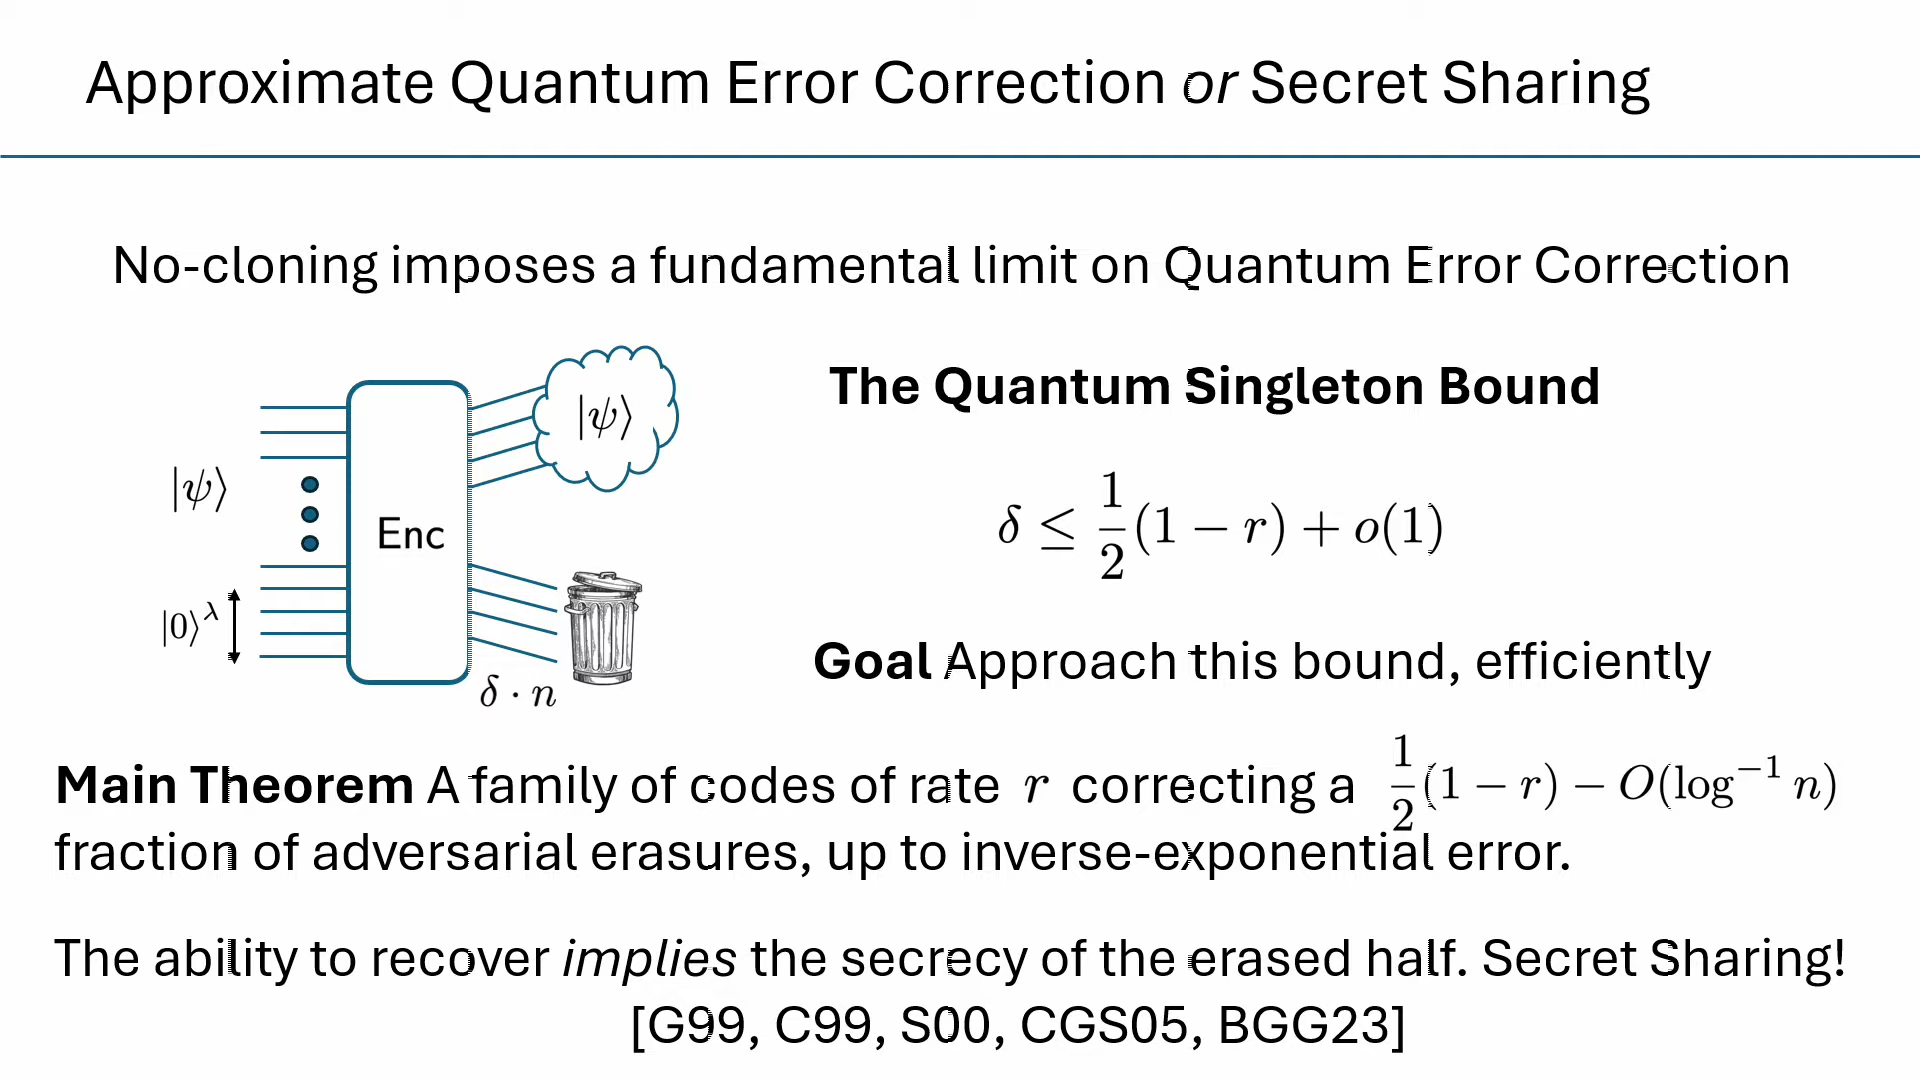 Approximate Quantum Error Correction or Secret Sharing
No-cloning imposes a fundamental limit on Quantum Error Correction
|ψ⟩
|ψ⟩
Enc
|0⟩^λ
δ · n
The Quantum Singleton Bound
δ ≤ 1/2 (1 − r) + o(1)
Goal Approach this bound, efficiently
Main Theorem A family of codes of rate r correcting a 1/2 (1 − r) − O(log⁻¹ n)
fraction of adversarial erasures, up to inverse-exponential error.
The ability to recover implies the secrecy of the erased half. Secret Sharing!
[G99, C99, S00, CGS05, BGG23]